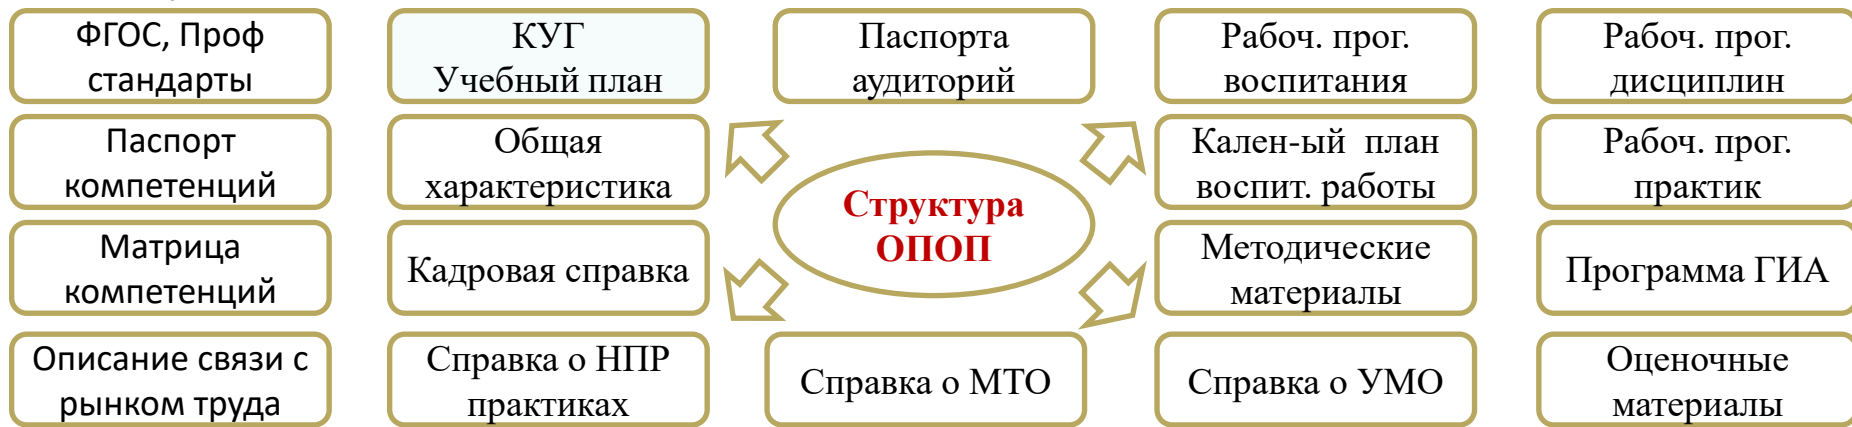 ФГОС, Проф
стандарты
КУГ
Учебный план
Паспорта
аудиторий
Рабоч. прог.
воспитания
Рабоч. прог.
дисциплин
Паспорт
компетенций
Общая
характеристика
Структура
ОПОП
Кален-ый план
воспит. работы
Рабоч. прог.
практик
Матрица
компетенций
Кадровая справка
Методические
материалы
Программа ГИА
Описание связи с
рынком труда
Справка о НПР
практиках
Справка о МТО
Справка о УМО
Оценочные
материалы